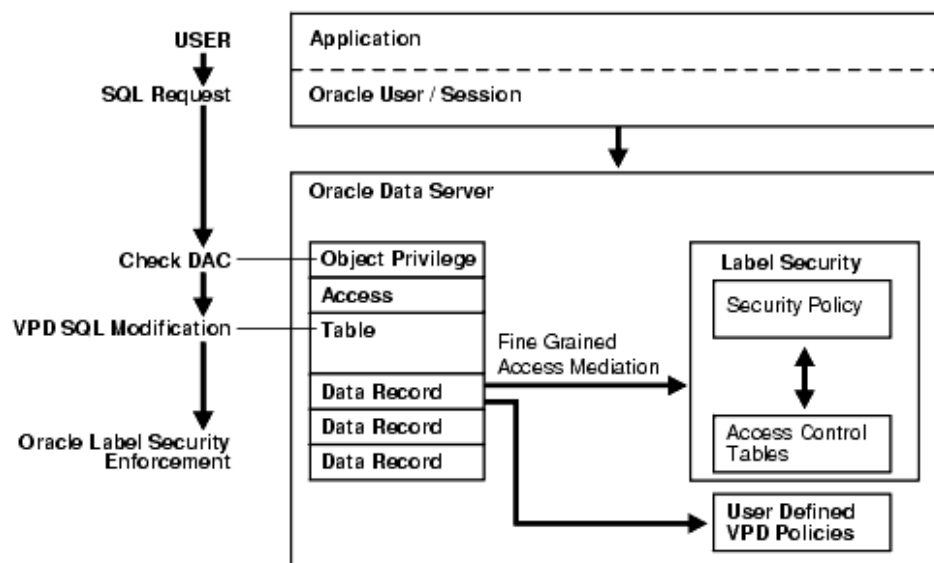 USER
SQL Request
Check DAC
VPD SQL Modification
Oracle Label Security
Enforcement
Application
Oracle User / Session
Oracle Data Server
Object Privilege
Access
Table
Data Record
Data Record
Data Record
Fine Grained
Access Mediation
Label Security
Security Policy
Access Control
Tables
User Defined
VPD Policies